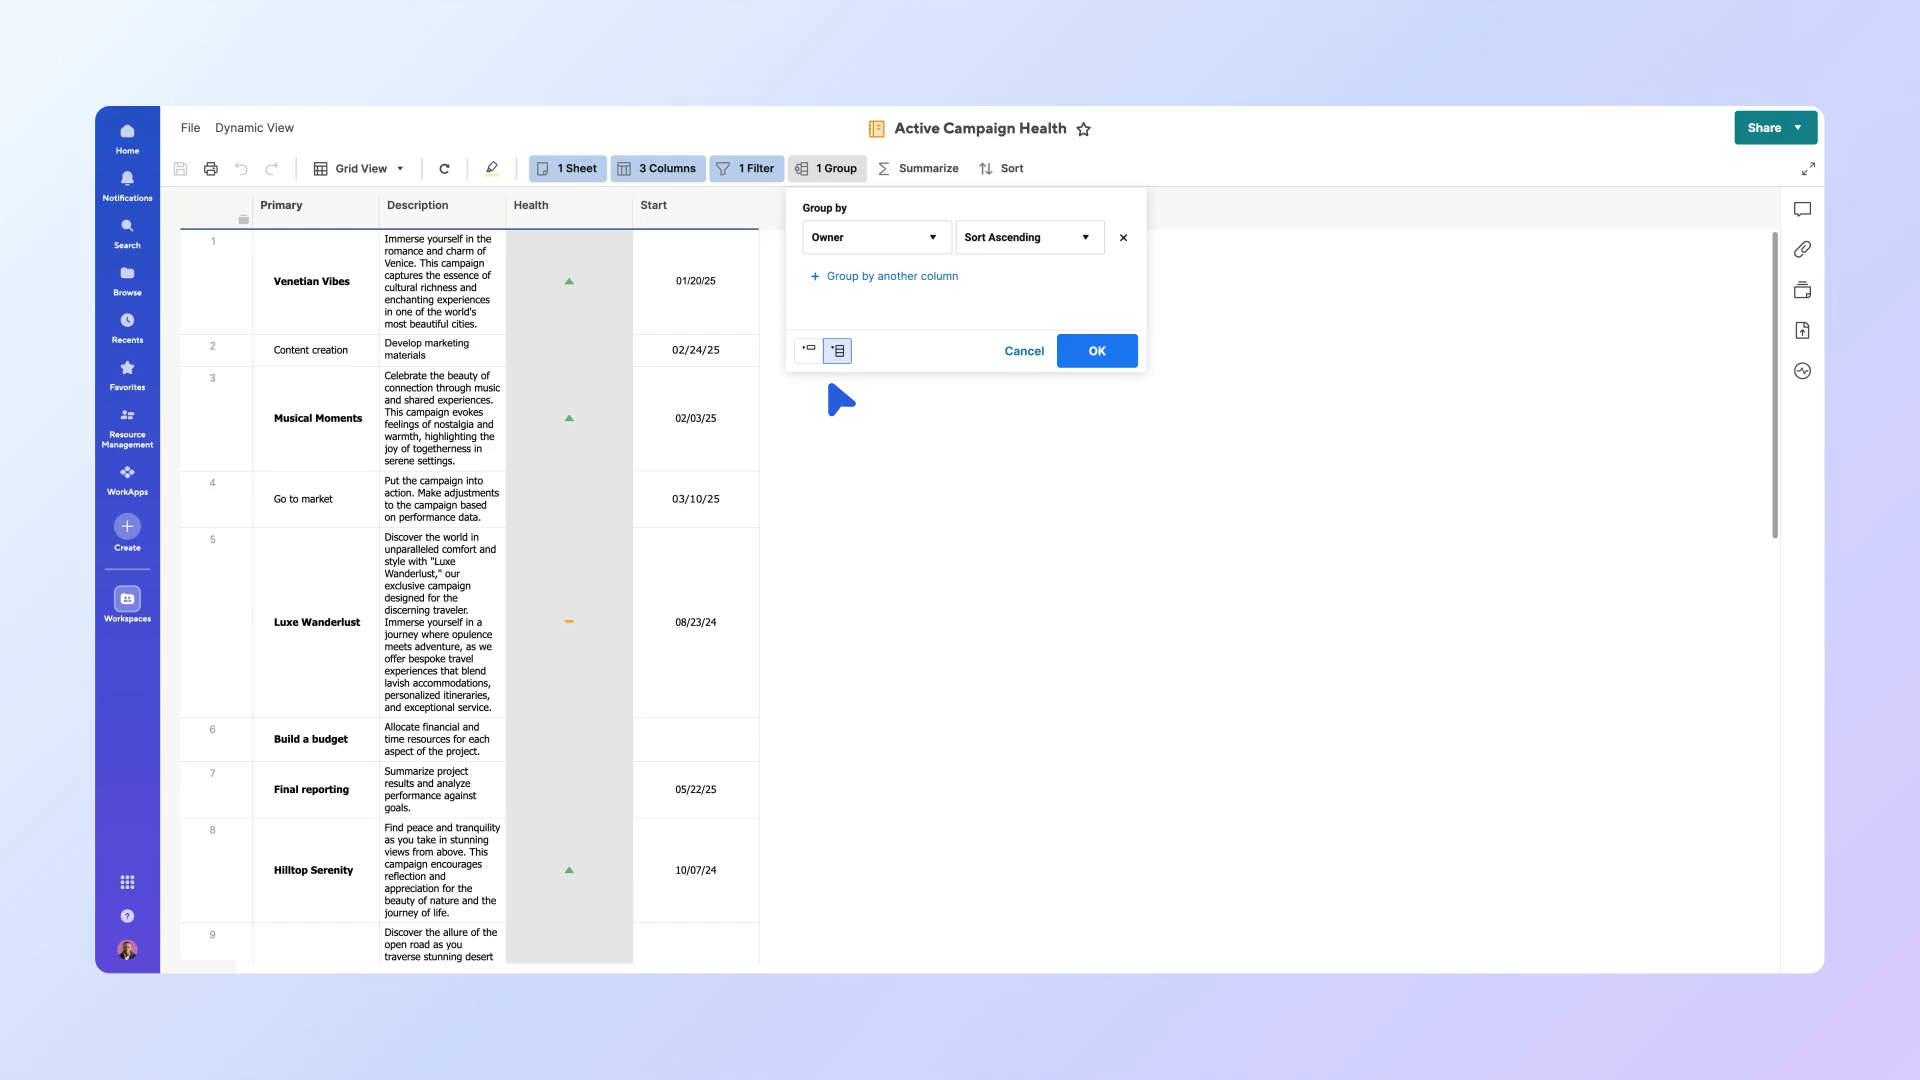 File
Dynamic View
Active Campaign Health
Share
Grid View
1 Sheet
3 Columns
1 Filter
1 Group
Summarize
Sort
Home
Notifications
Search
Browse
Recents
Favorites
Resource
Management
WorkApps
Create
Workspaces
?
Primary
Description
Health
Start
1
Venetian Vibes
Immerse yourself in the
romance and charm of
Venice. This campaign
captures the essence of
cultural richness and
enchanting experiences
in one of the world's
most beautiful cities.
01/20/25
2
Content creation
Develop marketing
materials
02/24/25
3
Musical Moments
Celebrate the beauty of
connection through music
and shared experiences.
This campaign evokes
feelings of nostalgia and
warmth, highlighting the
joy of togetherness in
serene settings.
02/03/25
4
Go to market
Put the campaign into
action. Make adjustments
to the campaign based
on performance data.
03/10/25
5
Luxe Wanderlust
Discover the world in
unparalleled comfort and
style with "Luxe
Wanderlust," our
exclusive campaign
designed for the
discerning traveler.
Immerse yourself in a
journey where opulence
meets adventure, as we
offer bespoke travel
experiences that blend
lavish accommodations,
personalized itineraries,
and exceptional service.
08/23/24
6
Build a budget
Allocate financial and
time resources for each
aspect of the project.
7
Final reporting
Summarize project
results and analyze
performance against
goals.
05/22/25
8
Hilltop Serenity
Find peace and tranquility
as you take in stunning
views from above. This
campaign encourages
reflection and
appreciation for the
beauty of nature and the
journey of life.
10/07/24
9
Discover the allure of the
open road as you
traverse stunning desert
Group by
Owner
Sort Ascending
+ Group by another column
Cancel
OK